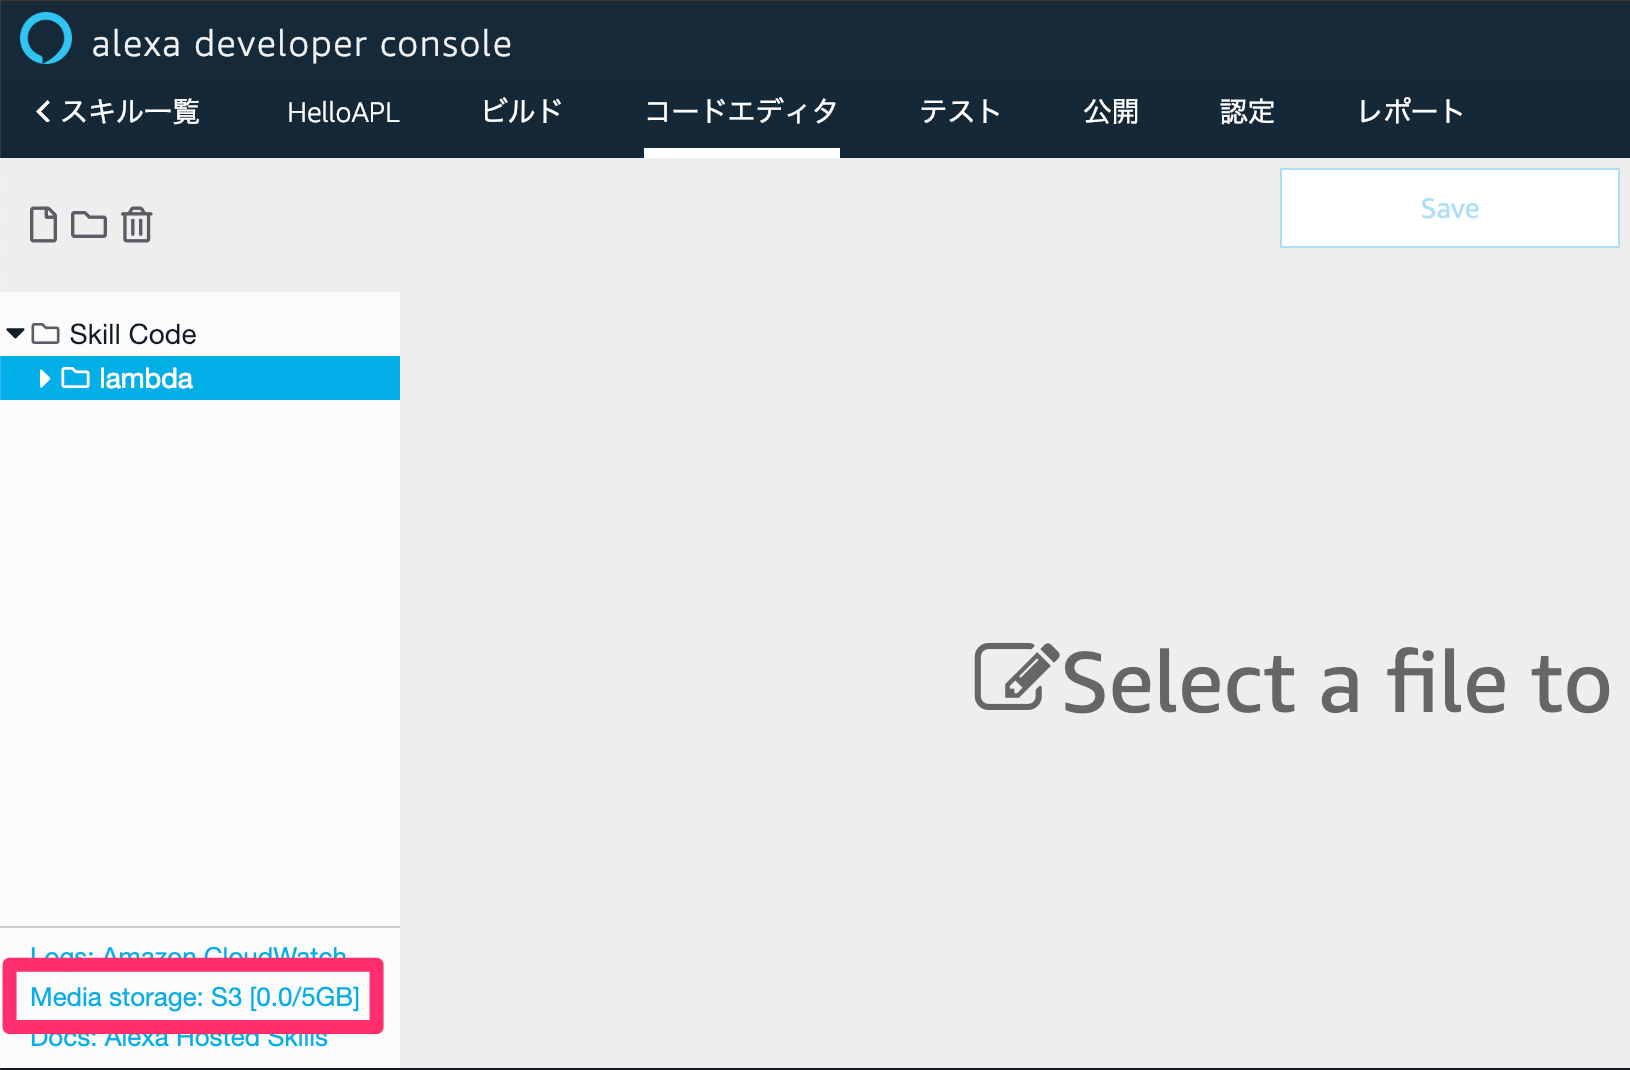 alexa developer console
スキル一覧 HelloAPL ビルド コードエディタ テスト 公開 認定 レポート
Save
Skill Code
lambda
Select a file to
Logs: Amazon CloudWatch
Media storage: S3 [0.0/5GB]
Docs: Alexa Hosted Skills